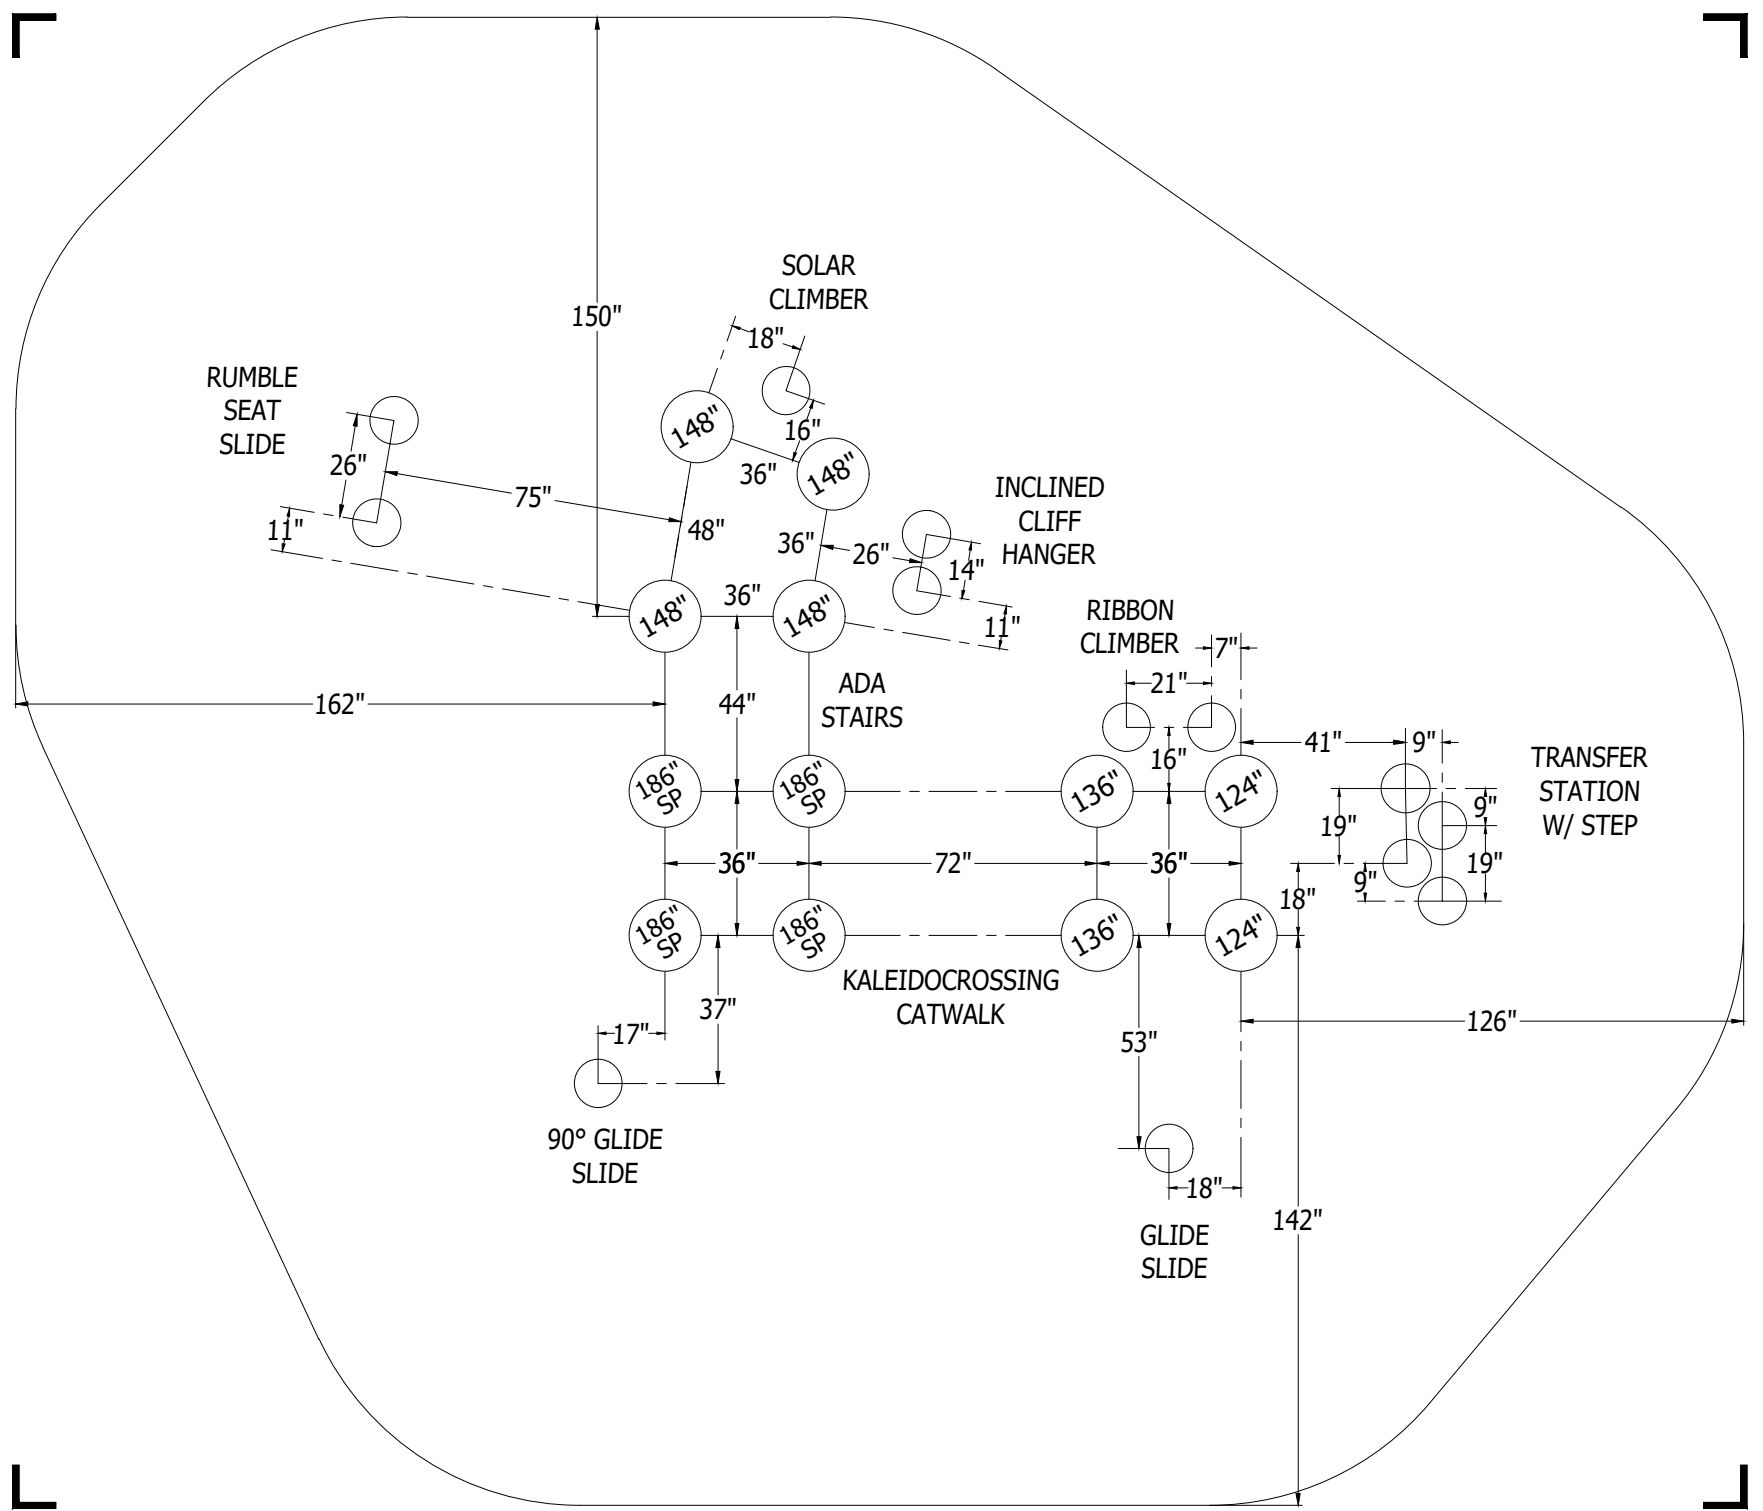 SOLAR
CLIMBER
150"
18"
RUMBLE
SEAT
SLIDE
148"
16"
26"
36"
148"
75"
INCLINED
CLIFF
HANGER
11"
48"
36"
26"
14"
36"
148"
148"
11"
RIBBON
CLIMBER
7"
21"
ADA
STAIRS
162"
44"
41"
9"
16"
TRANSFER
STATION
W/ STEP
186"
SP
186"
SP
136"
124"
9"
19"
36"
72"
36"
19"
9"
18"
186"
SP
186"
SP
136"
124"
KALEIDOCROSSING
CATWALK
37"
17"
53"
126"
90° GLIDE
SLIDE
18"
142"
GLIDE
SLIDE